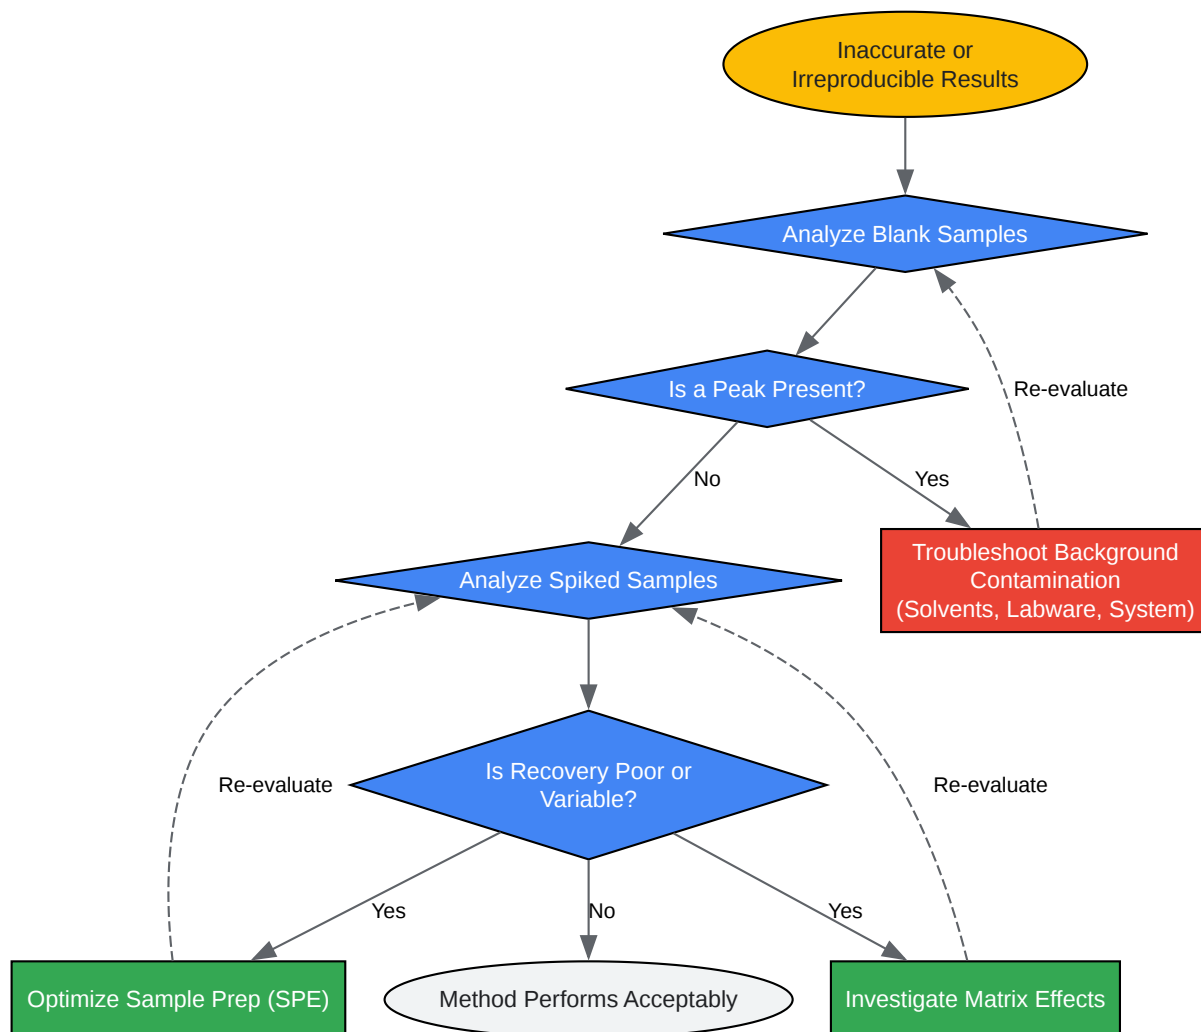 Inaccurate or
Irreproducible Results
Analyze Blank Samples
Is a Peak Present?
Re-evaluate
No
Yes
Troubleshoot Background
Contamination
(Solvents, Labware, System)
Analyze Spiked Samples
Is Recovery Poor or
Variable?
Re-evaluate
Re-evaluate
Yes
No
Yes
Optimize Sample Prep (SPE)
Method Performs Acceptably
Investigate Matrix Effects